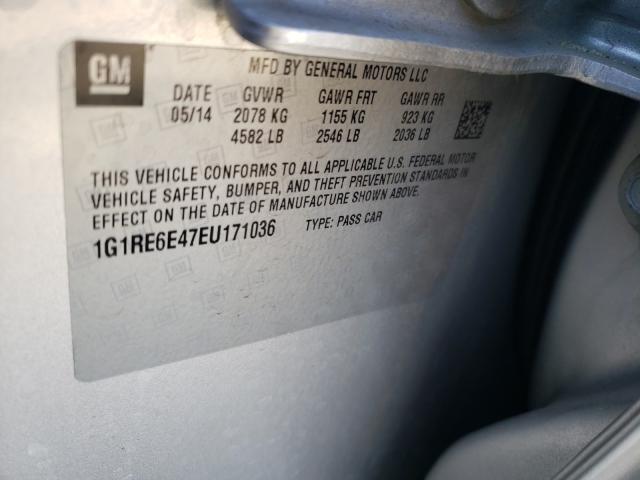 GM
MFD BY GENERAL MOTORS LLC
DATE GVWR GAWR FRT GAWR RR
05/14 2078 KG 1155 KG 923 KG
4582 LB 2546 LB 2036 LB
THIS VEHICLE CONFORMS TO ALL APPLICABLE U.S. FEDERAL MOTOR
VEHICLE SAFETY, BUMPER, AND THEFT PREVENTION STANDARDS IN
EFFECT ON THE DATE OF MANUFACTURE SHOWN ABOVE.
1G1RE6E47EU171036 TYPE: PASS CAR